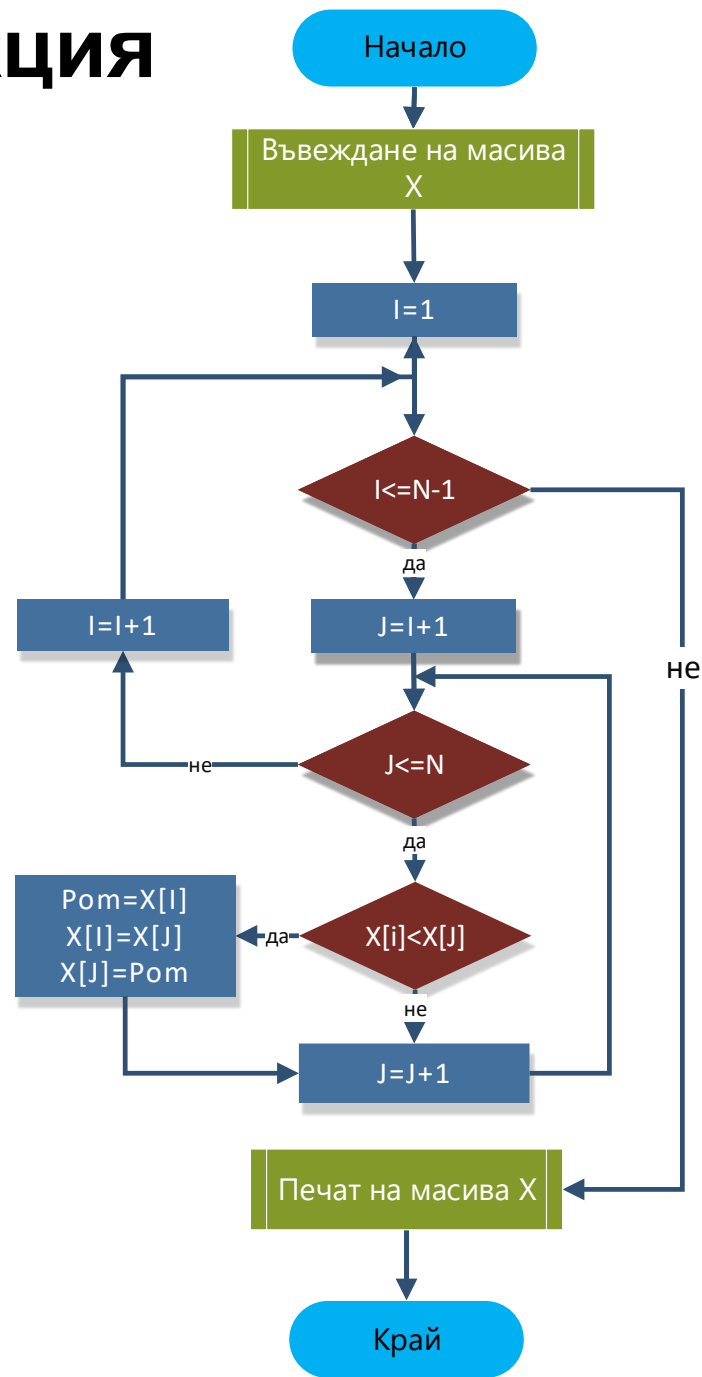 Начало
Въвеждане на масива
X
I=1
I<=N-1
да
I=I+1
J=I+1
не
J<=N
не
да
Pom=X[I]
X[I]=X[J]
X[J]=Pom
да
X[i]<X[J]
не
J=J+1
Печат на масива X
Край